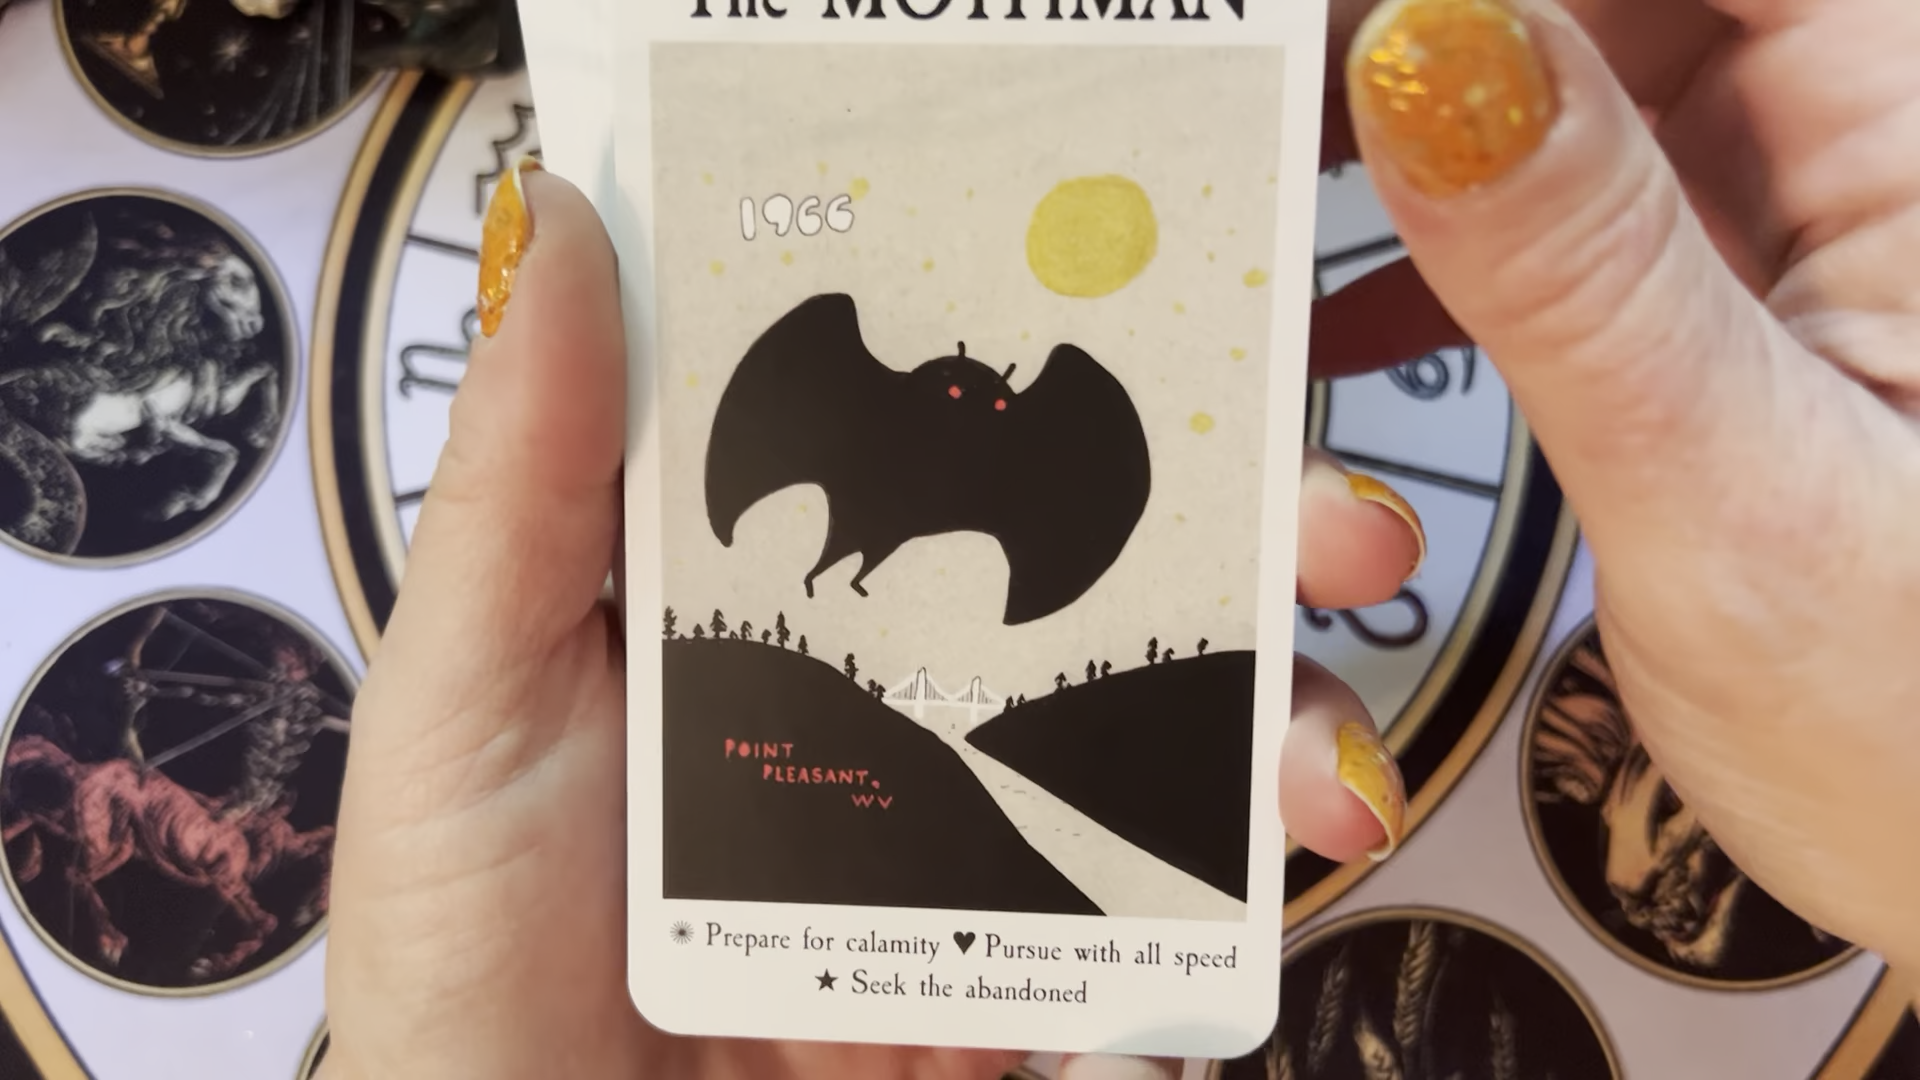 The MOTHMAN
1966
POINT
PLEASANT.
WV
Prepare for calamity ♥ Pursue with all speed
★ Seek the abandoned